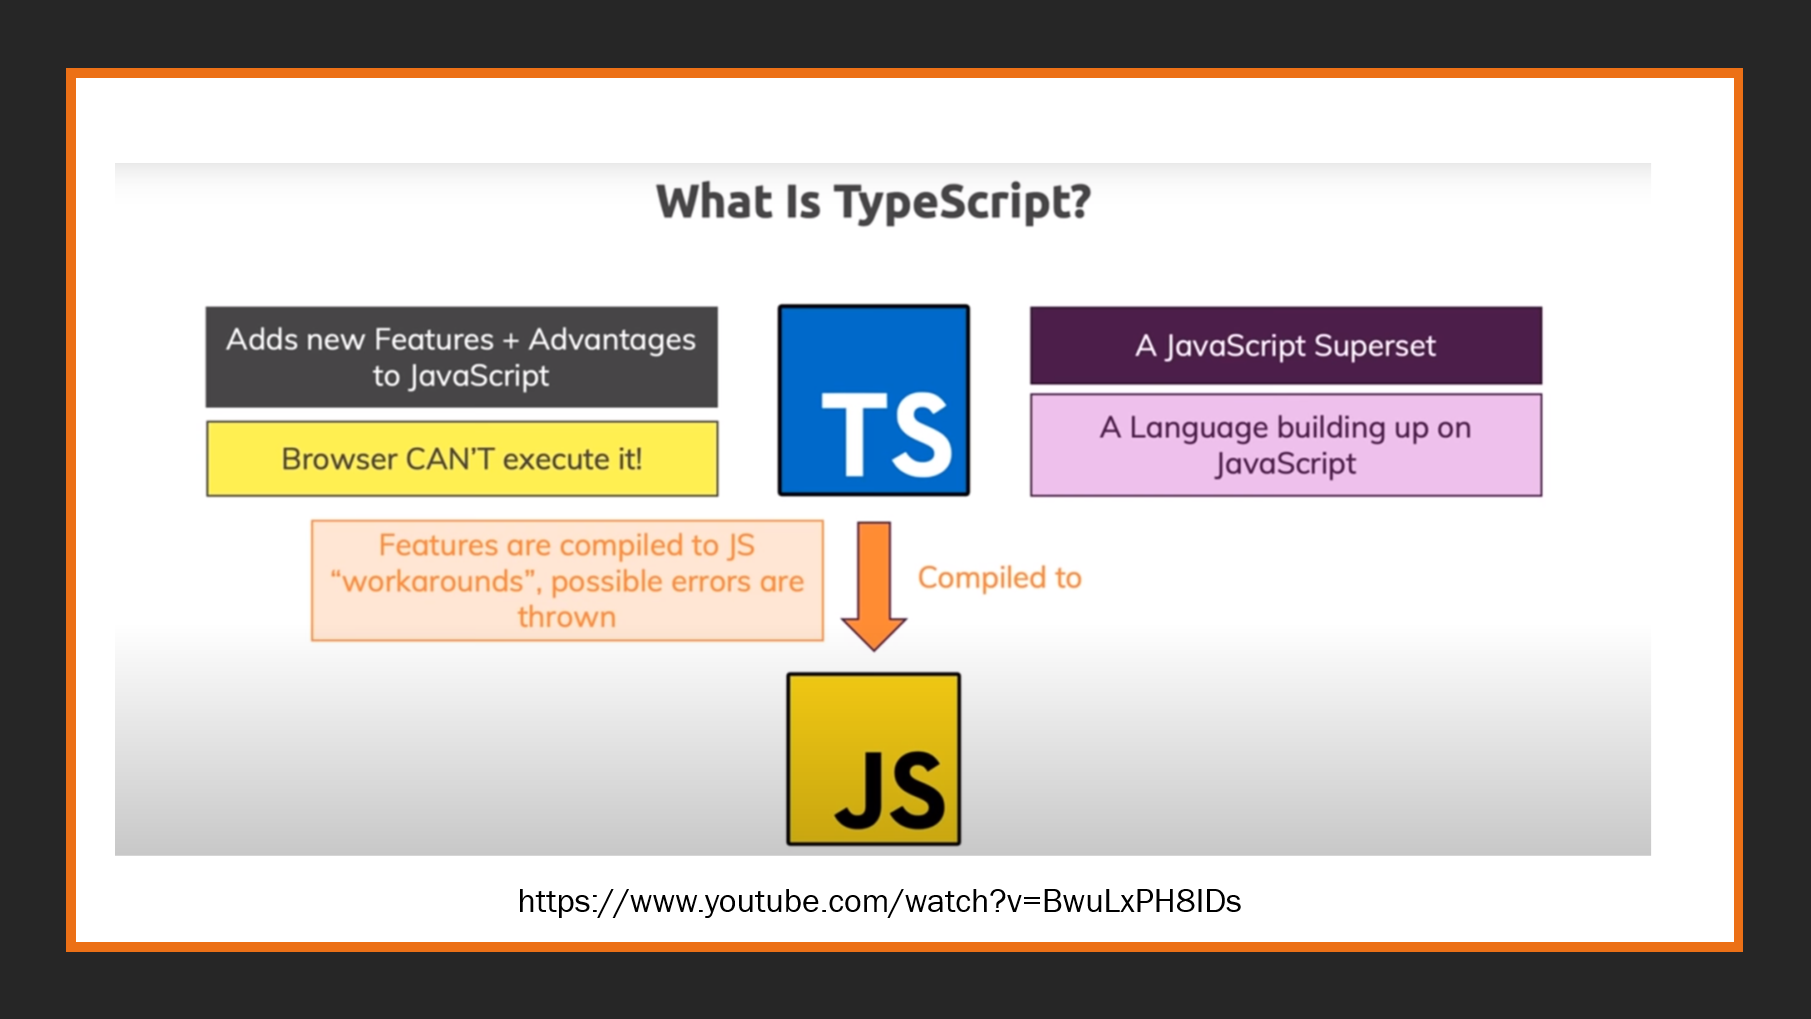 What Is TypeScript?
Adds new Features + Advantages
to JavaScript
Browser CAN'T execute it!
TS
A JavaScript Superset
A Language building up on
JavaScript
Features are compiled to JS
“workarounds”, possible errors are
thrown
Compiled to
JS
https://www.youtube.com/watch?v=BwuLxPH8IDs